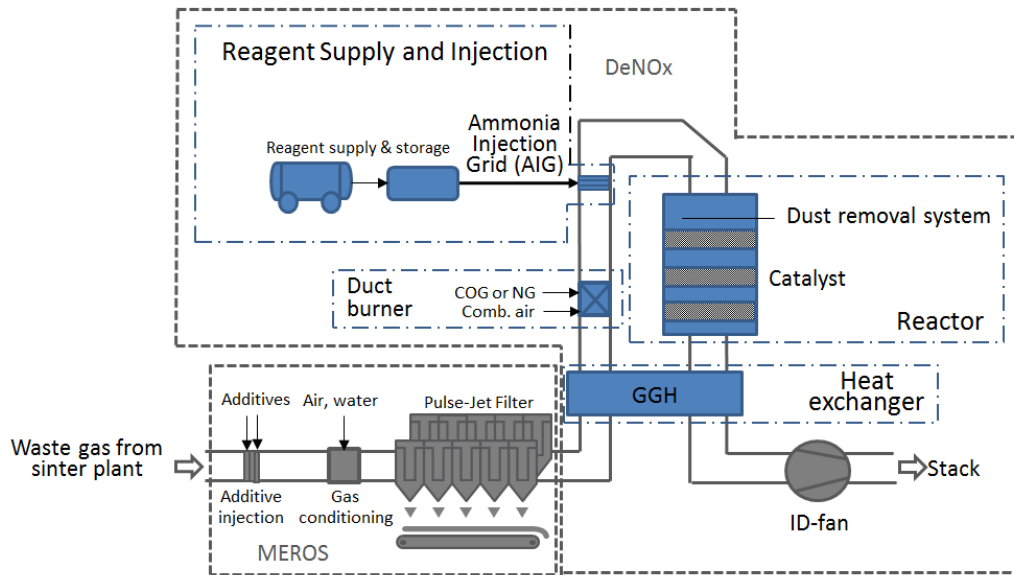 Reagent Supply and Injection
DeNOx
Ammonia
Injection
Grid (AIG)
Reagent supply & storage
Dust removal system
Catalyst
Reactor
Duct
burner
COG or NG
Comb. air
GGH
Heat
exchanger
Additives
Air, water
Pulse-Jet Filter
Waste gas from
sinter plant
Additive
injection
Gas
conditioning
MEROS
Stack
ID-fan